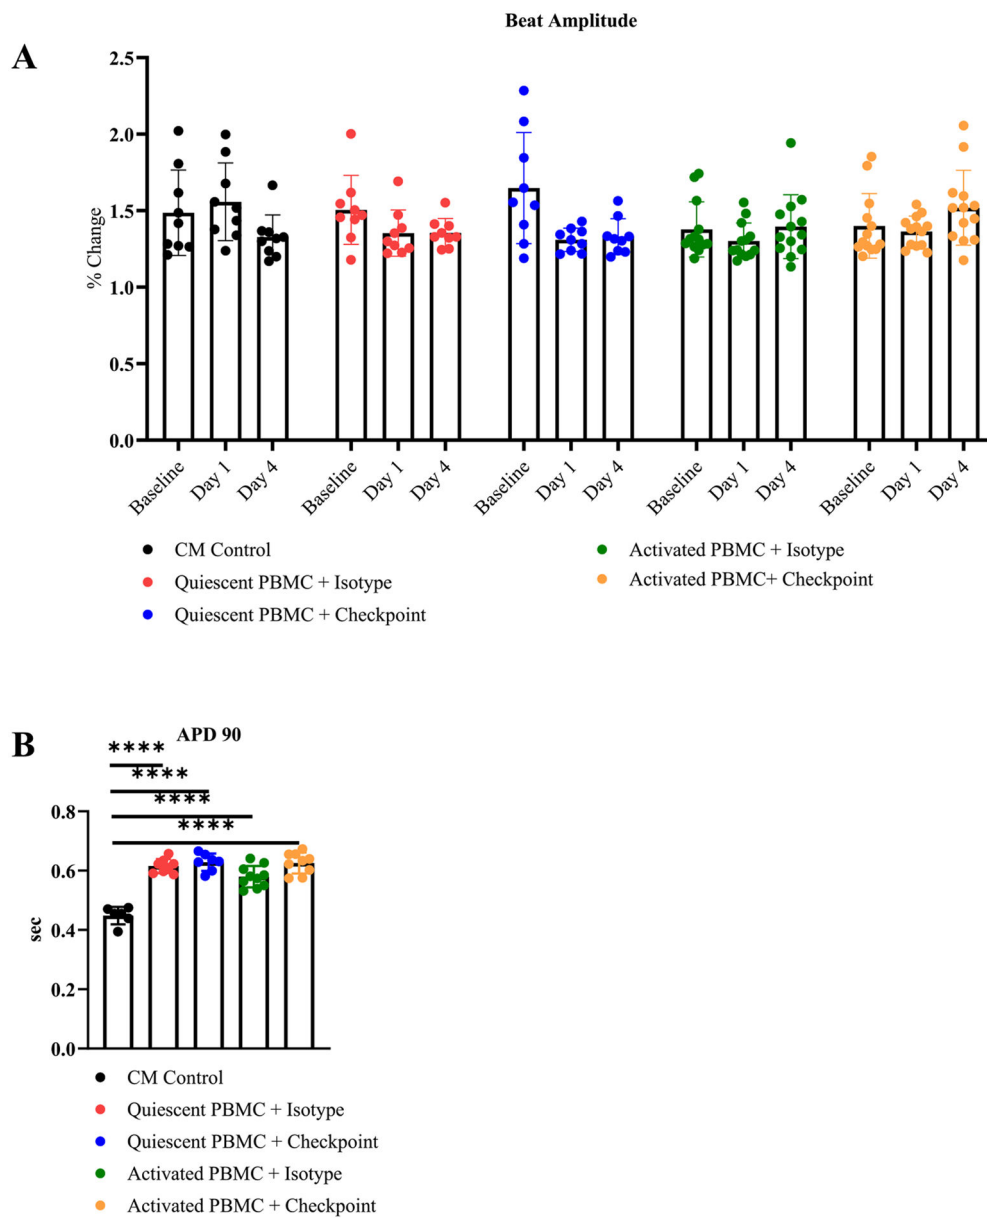 Beat Amplitude
A
2.5
2.0
1.5
1.0
0.5
0.0
% Change
Baseline Day 1 Day 4 Baseline Day 1 Day 4 Baseline Day 1 Day 4 Baseline Day 1 Day 4 Baseline Day 1 Day 4
CM Control
Quiescent PBMC + Isotype
Quiescent PBMC + Checkpoint
Activated PBMC + Isotype
Activated PBMC+ Checkpoint
B
APD 90
****
****
****
****
0.8
0.6
0.4
0.2
0.0
sec
CM Control
Quiescent PBMC + Isotype
Quiescent PBMC + Checkpoint
Activated PBMC + Isotype
Activated PBMC + Checkpoint